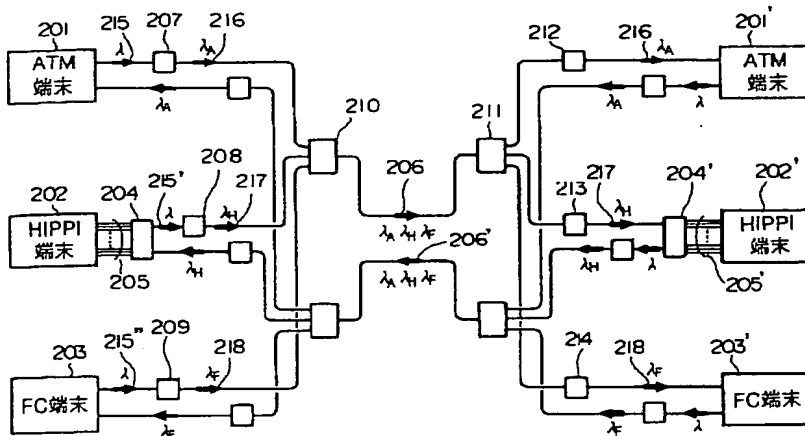 201
ATM
端末
215
λ
207
λA
216
λA
210
212
216
λA
201'
ATM
端末
λA
λ
211
202
HIPPI
端末
204
205
215'
λ
208
217
λH
λH
206
λA λH λF
206'
λA λH λF
213
217
λH
204'
202'
HIPPI
端末
205'
λH
λ
203
FC端末
215"
λ
209
λF
218
λF
214
218
λF
203'
FC端末
λF
λ